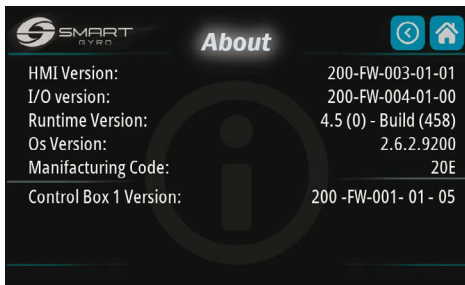 SMART
GYRO
About
HMI Version: 200-FW-003-01-01
I/O version: 200-FW-004-01-00
Runtime Version: 4.5 (0) - Build (458)
Os Version: 2.6.2.9200
Manifacturing Code: 20E
Control Box 1 Version: 200 -FW-001- 01 - 05